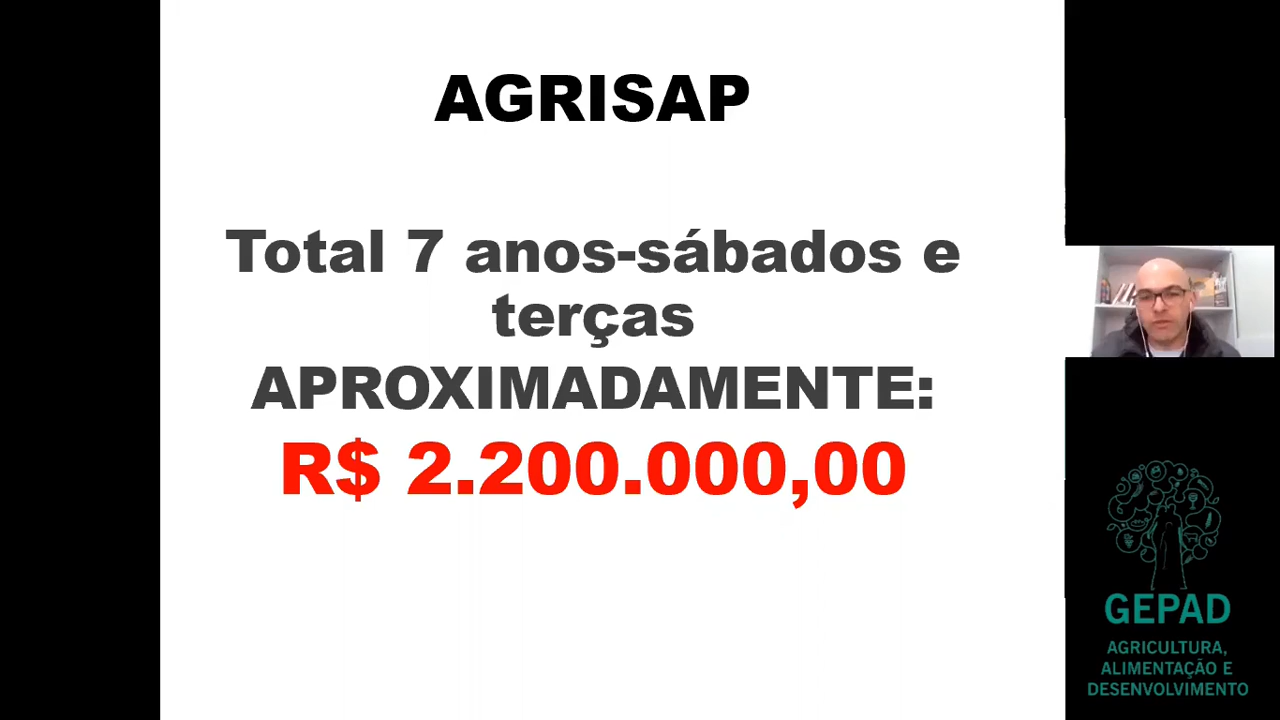 AGRISAP
Total 7 anos-sábados e
terças
APROXIMADAMENTE:
R$ 2.200.000,00
GEPAD
AGRICULTURA,
ALIMENTAÇÃO E
DESENVOLVIMENTO